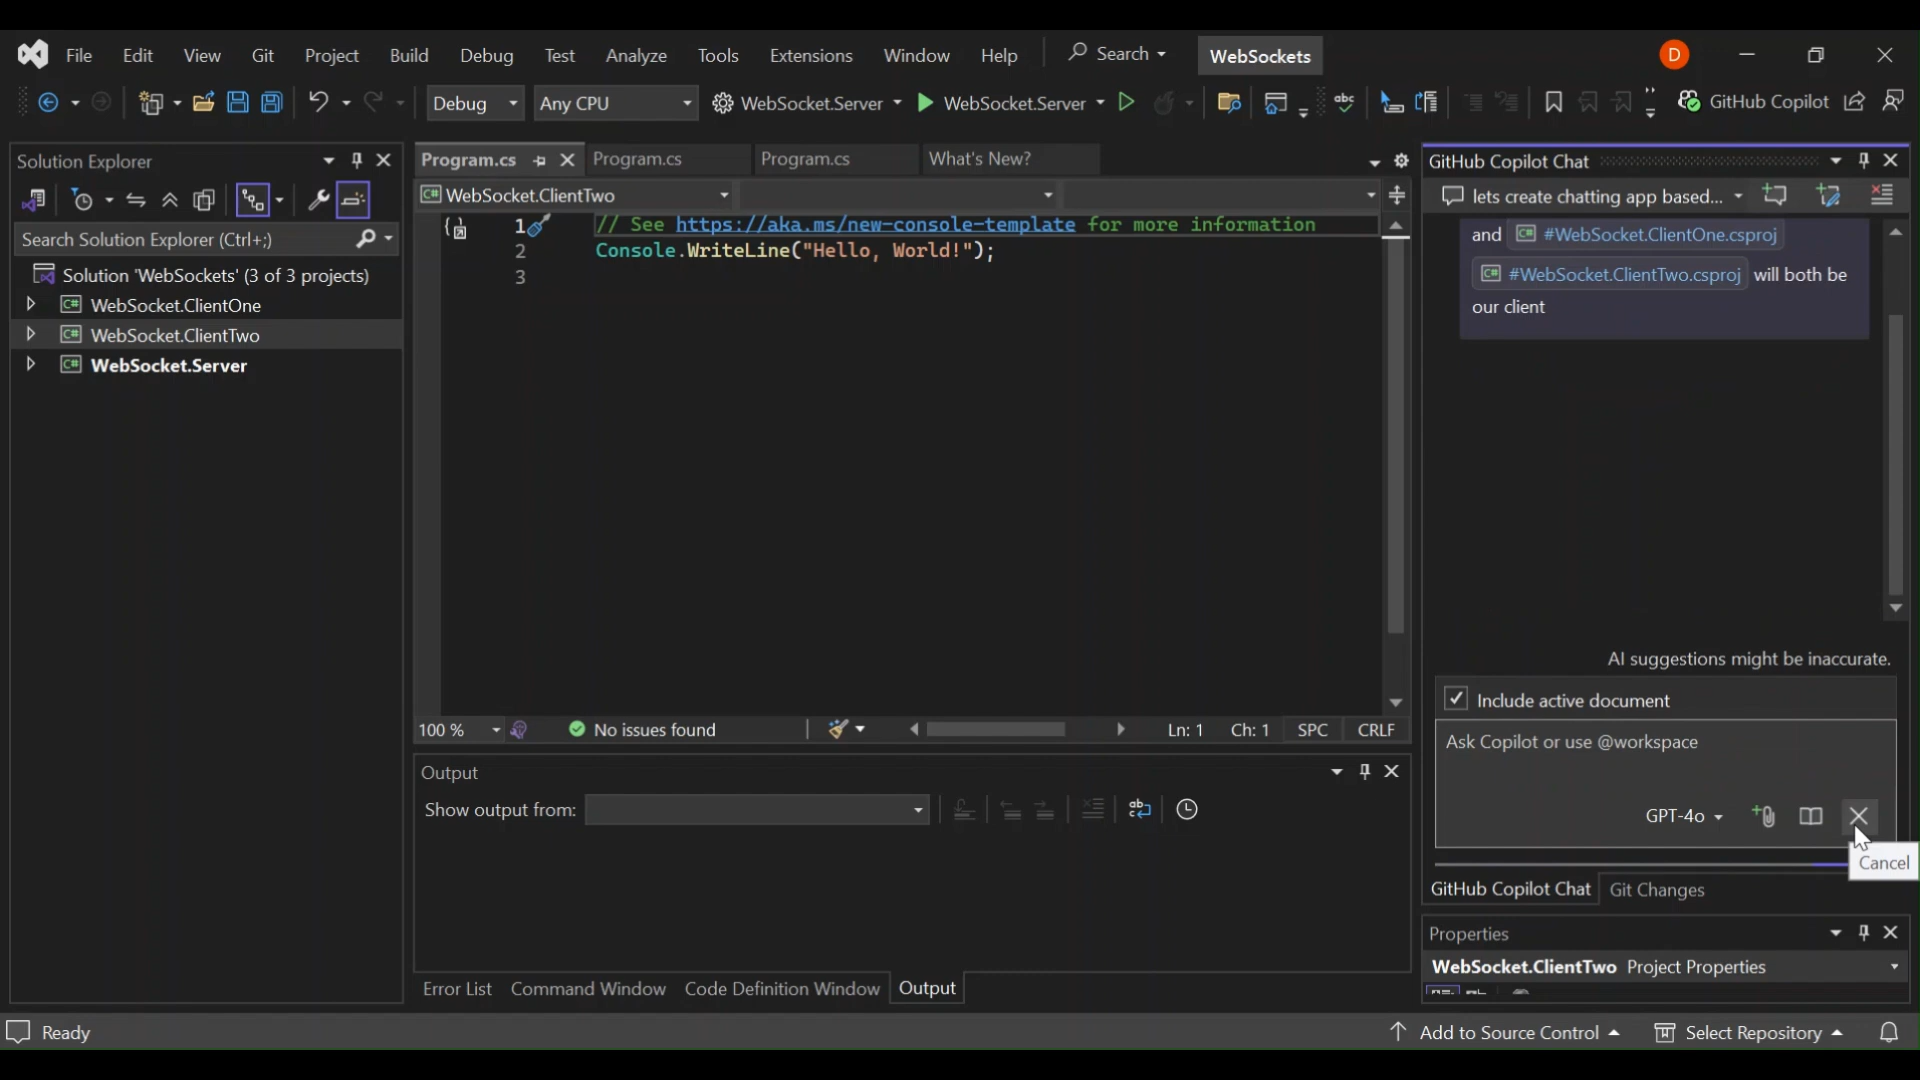 File Edit View Git Project Build Debug Test Analyze Tools Extensions Window Help Search WebSockets D
Debug Any CPU WebSocket.Server WebSocket.Server abc GitHub Copilot
Solution Explorer
Search Solution Explorer (Ctrl+;)
Solution 'WebSockets' (3 of 3 projects)
C# WebSocket.ClientOne
C# WebSocket.ClientTwo
C# WebSocket.Server
Program.cs Program.cs Program.cs What's New?
C# WebSocket.ClientTwo
1 // See https://aka.ms/new-console-template for more information
2 Console.WriteLine("Hello, World!");
3
100 % No issues found Ln: 1 Ch: 1 SPC CRLF
Output
Show output from: ab
Error List Command Window Code Definition Window Output
GitHub Copilot Chat
lets create chatting app based...
and C# #WebSocket.ClientOne.csproj
C# #WebSocket.ClientTwo.csproj will both be
our client
AI suggestions might be inaccurate.
Include active document
Ask Copilot or use @workspace
GPT-4o
Cancel
GitHub Copilot Chat Git Changes
Properties
WebSocket.ClientTwo Project Properties
Ready Add to Source Control Select Repository